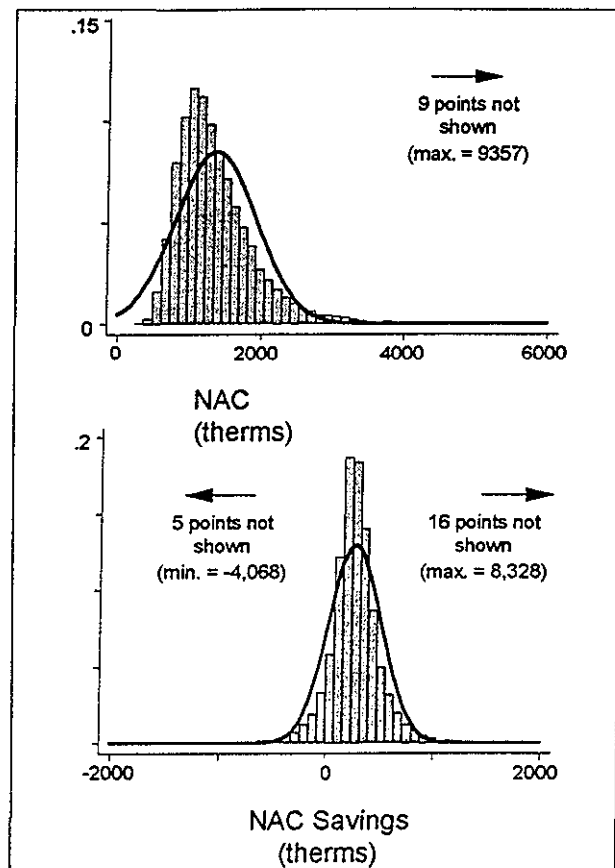 .15
9 points not
shown
(max. = 9357)
0
0 2000 4000 6000
NAC
(therms)
.2
5 points not
shown
(min. = -4,068)
16 points not
shown
(max. = 8,328)
-2000 0 2000
NAC Savings
(therms)